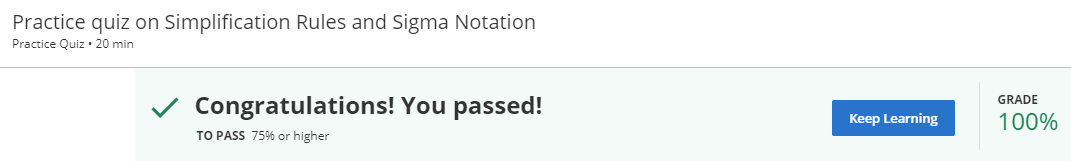 Practice quiz on Simplification Rules and Sigma Notation
Practice Quiz • 20 min
Congratulations! You passed!
TO PASS 75% or higher
Keep Learning
GRADE
100%